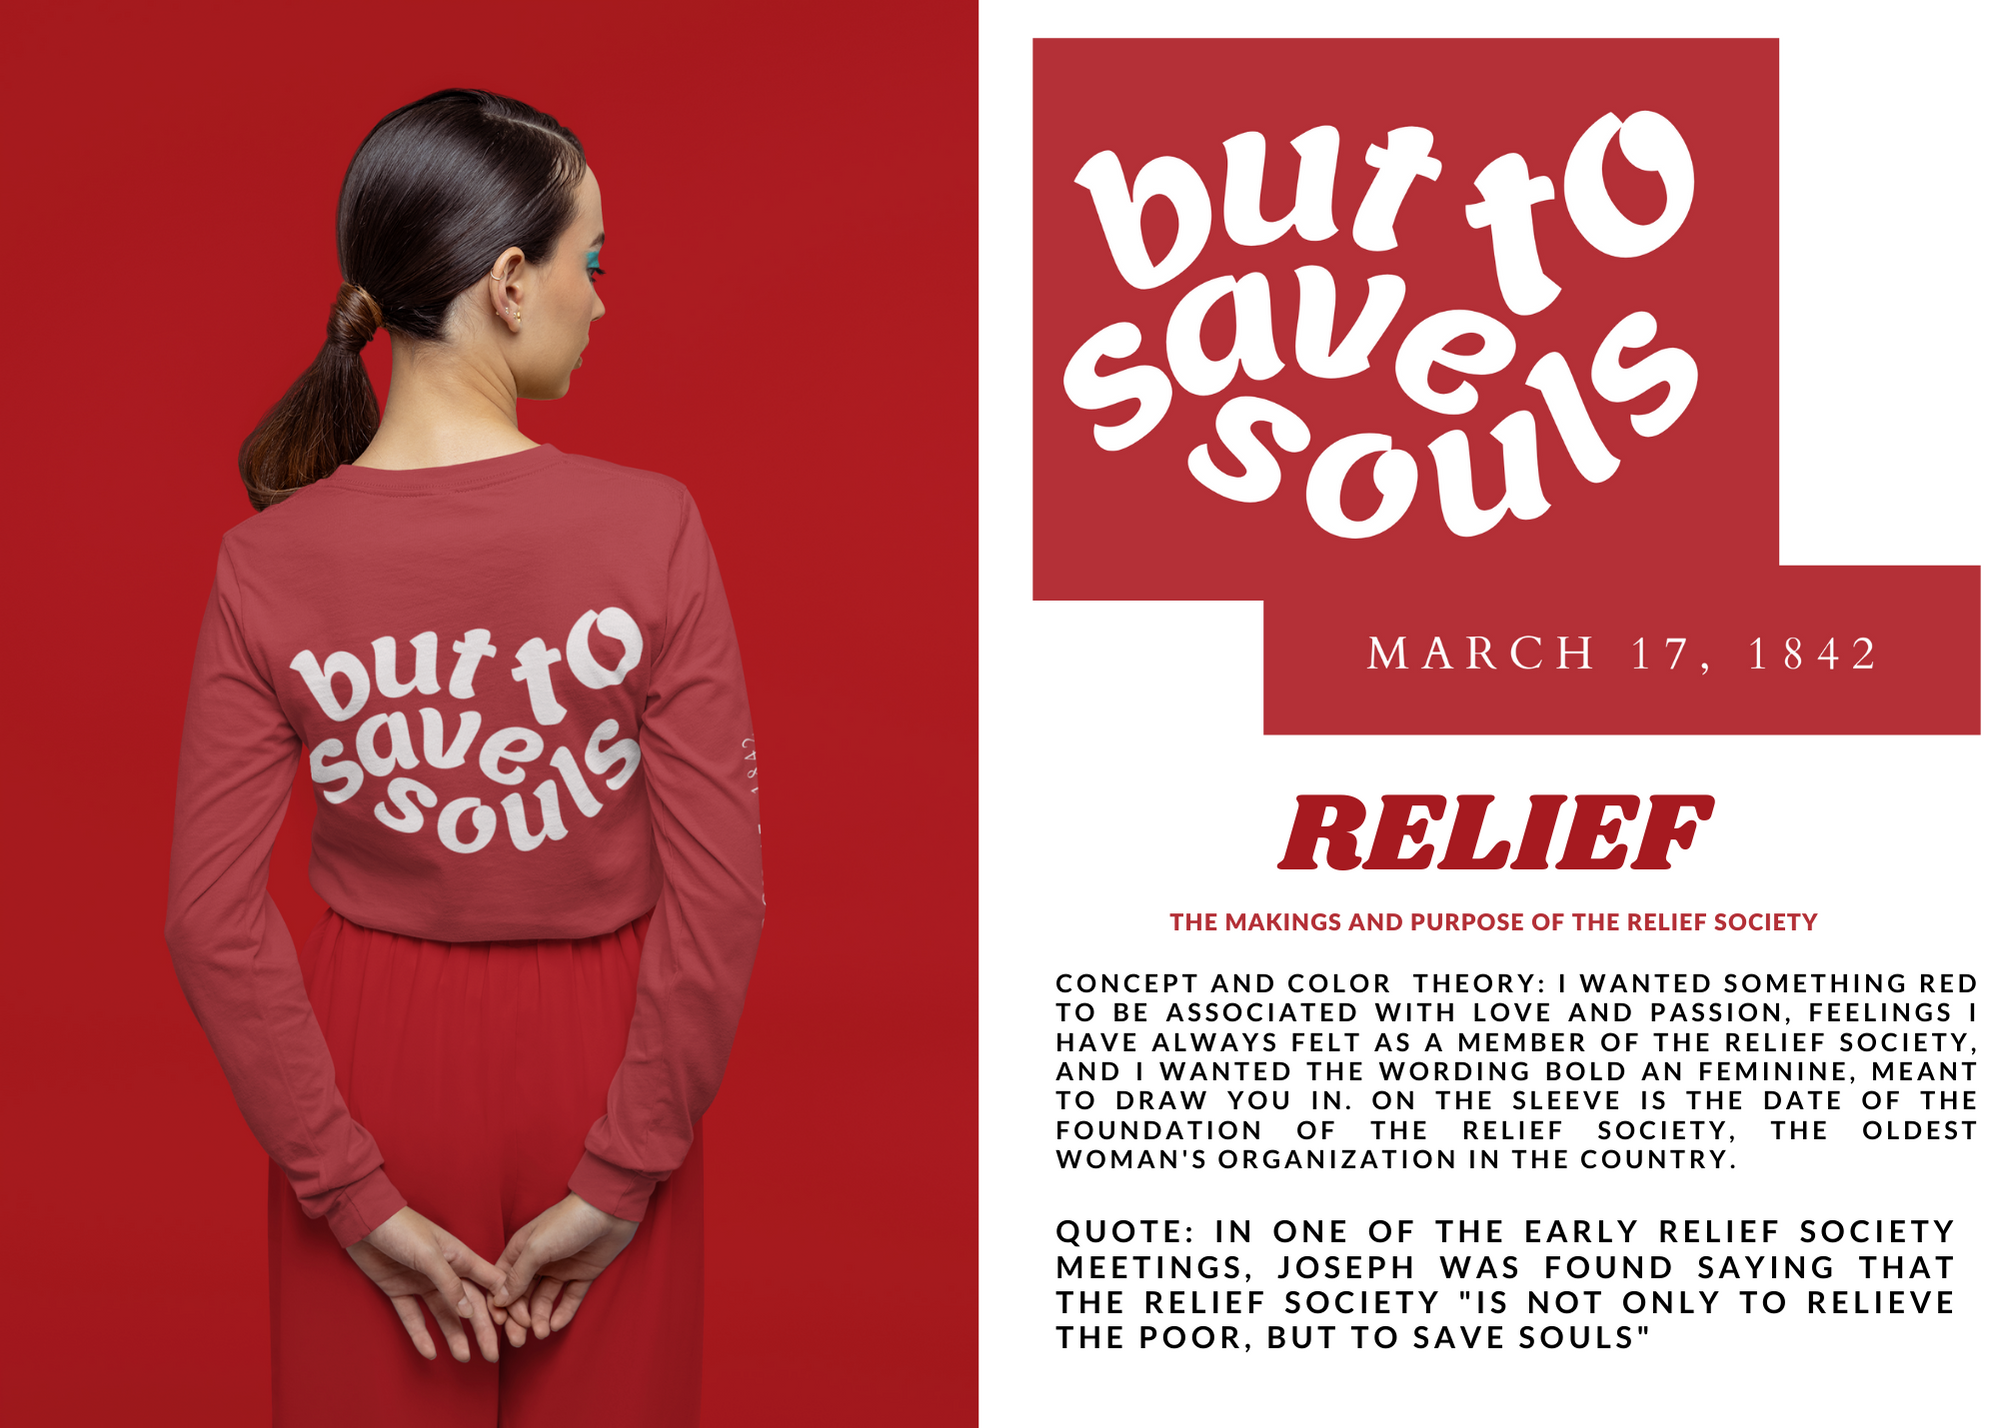 but to
save
souls
1842
but to
save
souls
MARCH 17, 1842
RELIEF
THE MAKINGS AND PURPOSE OF THE RELIEF SOCIETY
CONCEPT AND COLOR THEORY: I WANTED SOMETHING RED
TO BE ASSOCIATED WITH LOVE AND PASSION, FEELINGS I
HAVE ALWAYS FELT AS A MEMBER OF THE RELIEF SOCIETY,
AND I WANTED THE WORDING BOLD AN FEMININE, MEANT
TO DRAW YOU IN. ON THE SLEEVE IS THE DATE OF THE
FOUNDATION OF THE RELIEF SOCIETY, THE OLDEST
WOMAN'S ORGANIZATION IN THE COUNTRY.
QUOTE: IN ONE OF THE EARLY RELIEF SOCIETY
MEETINGS, JOSEPH WAS FOUND SAYING THAT
THE RELIEF SOCIETY "IS NOT ONLY TO RELIEVE
THE POOR, BUT TO SAVE SOULS"